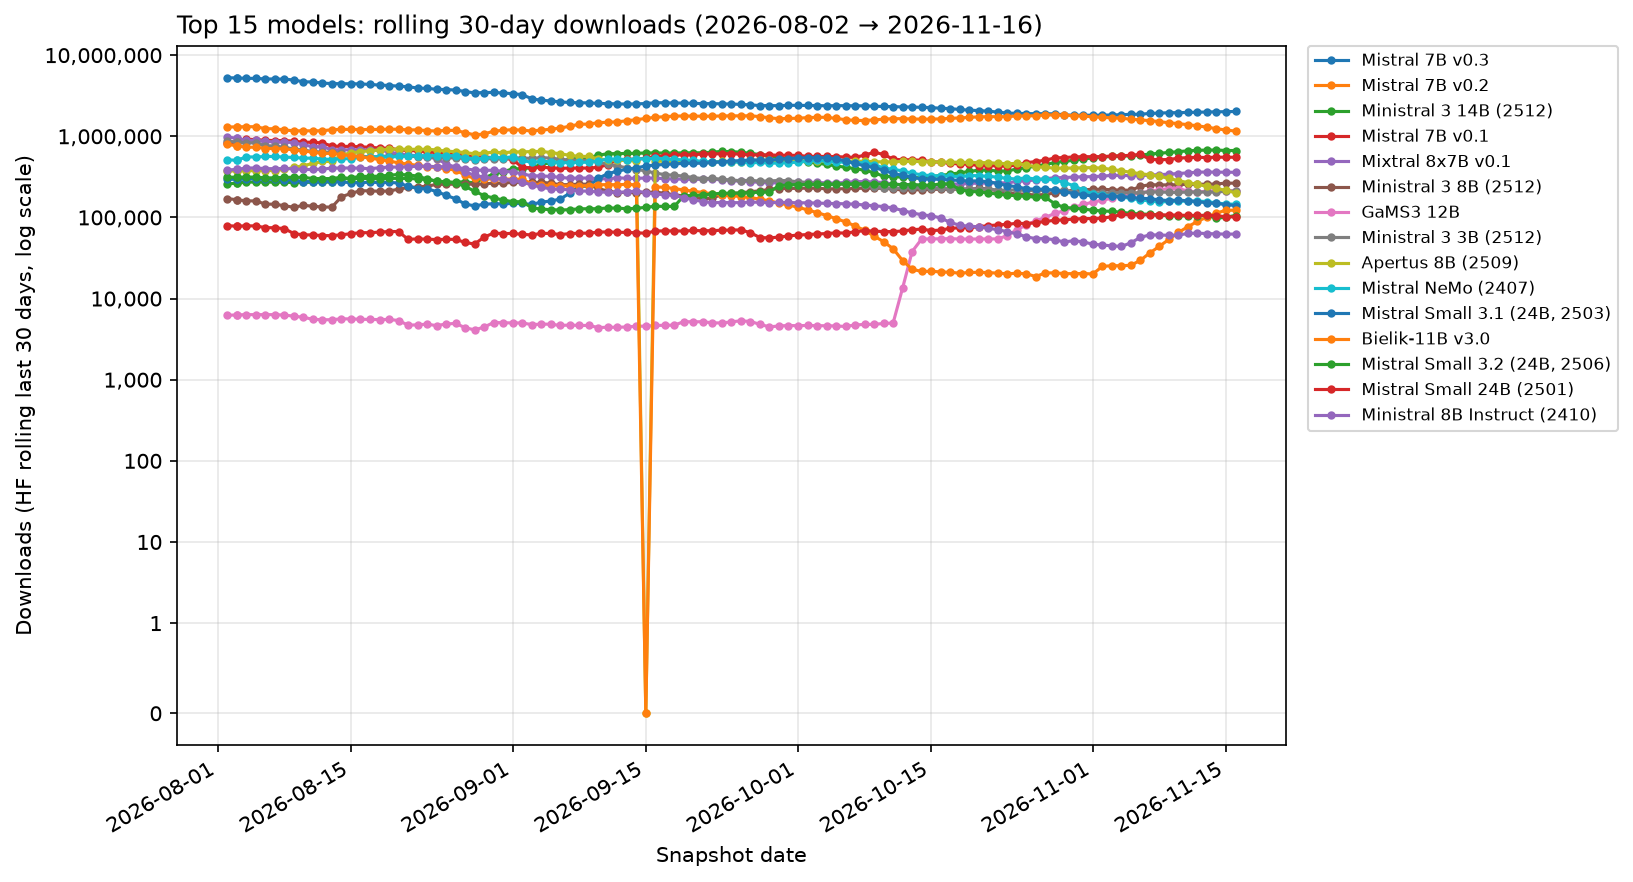 Top 15 models: rolling 30-day downloads (2026-08-02 → 2026-11-16)
Downloads (HF rolling last 30 days, log scale)
10,000,000
1,000,000
100,000
10,000
1,000
100
10
1
0
2026-08-01
2026-08-15
2026-09-01
2026-09-15
2026-10-01
2026-10-15
2026-11-01
2026-11-15
Snapshot date
Mistral 7B v0.3
Mistral 7B v0.2
Ministral 3 14B (2512)
Mistral 7B v0.1
Mixtral 8x7B v0.1
Ministral 3 8B (2512)
GaMS3 12B
Ministral 3 3B (2512)
Apertus 8B (2509)
Mistral NeMo (2407)
Mistral Small 3.1 (24B, 2503)
Bielik-11B v3.0
Mistral Small 3.2 (24B, 2506)
Mistral Small 24B (2501)
Ministral 8B Instruct (2410)